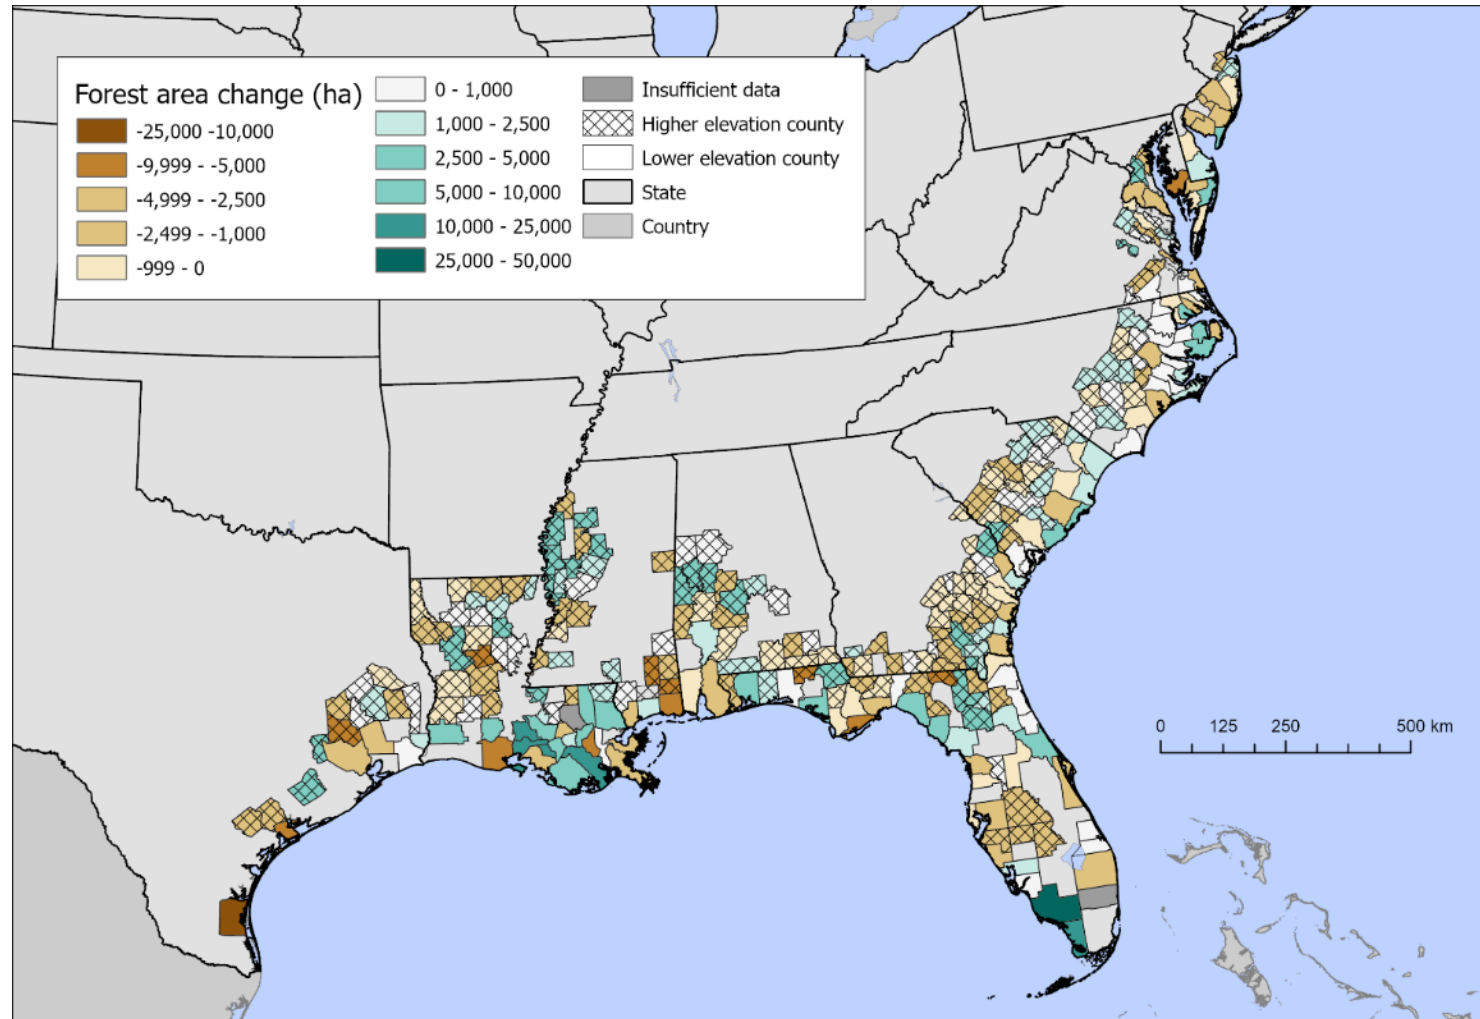 Forest area change (ha)
-25,000 -10,000
-9,999 - -5,000
-4,999 - -2,500
-2,499 - -1,000
-999 - 0
0 - 1,000
1,000 - 2,500
2,500 - 5,000
5,000 - 10,000
10,000 - 25,000
25,000 - 50,000
Insufficient data
Higher elevation county
Lower elevation county
State
Country
0 125 250 500 km